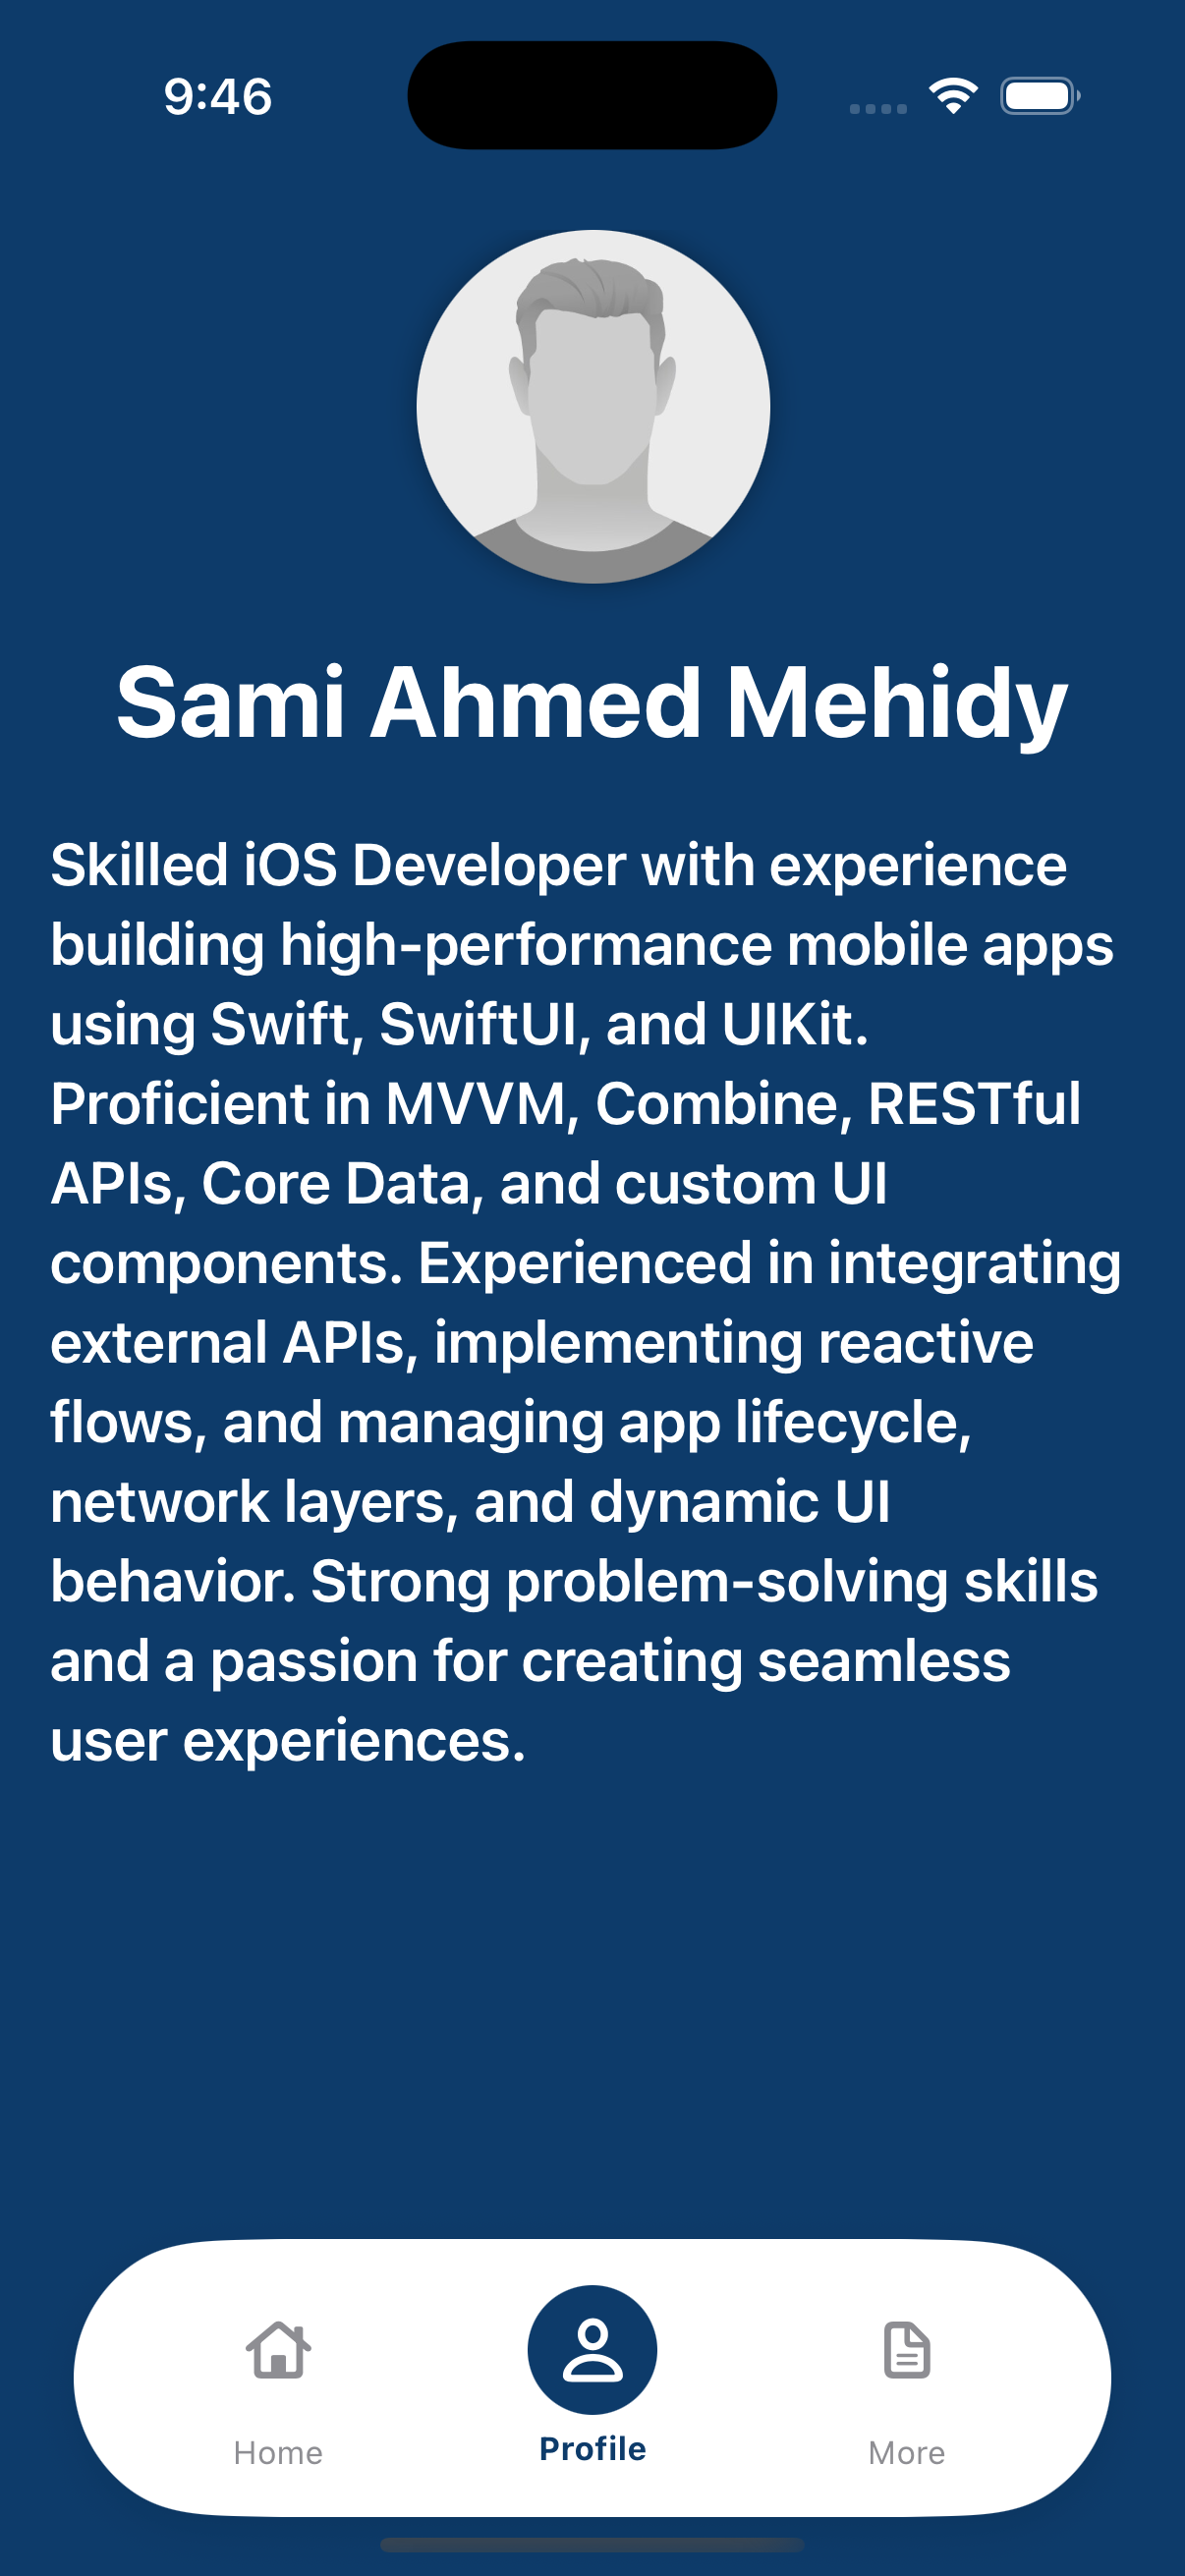 9:46
Sami Ahmed Mehidy
Skilled iOS Developer with experience
building high-performance mobile apps
using Swift, SwiftUI, and UIKit.
Proficient in MVVM, Combine, RESTful
APIs, Core Data, and custom UI
components. Experienced in integrating
external APIs, implementing reactive
flows, and managing app lifecycle,
network layers, and dynamic UI
behavior. Strong problem-solving skills
and a passion for creating seamless
user experiences.
Home
Profile
More